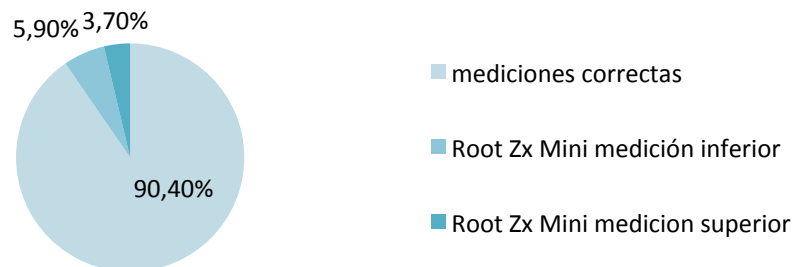 5,90% 3,70%
mediciones correctas
Root Zx Mini medición inferior
90,40%
Root Zx Mini medicion superior